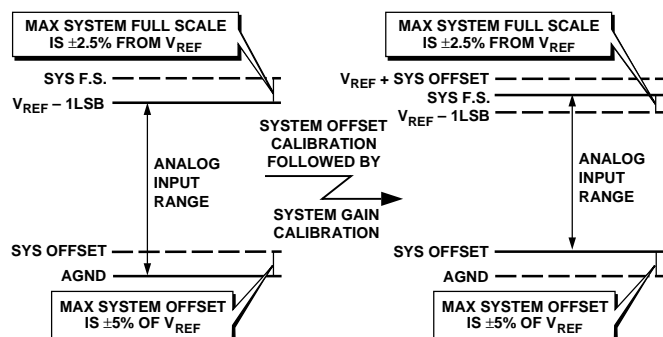 MAX SYSTEM FULL SCALE
IS ±2.5% FROM VREF
SYS F.S.
VREF – 1LSB
ANALOG
INPUT
RANGE
SYS OFFSET
AGND
MAX SYSTEM OFFSET
IS ±5% OF VREF
SYSTEM OFFSET
CALIBRATION
FOLLOWED BY
SYSTEM GAIN
CALIBRATION
MAX SYSTEM FULL SCALE
IS ±2.5% FROM VREF
VREF + SYS OFFSET
SYS F.S.
VREF – 1LSB
ANALOG
INPUT
RANGE
SYS OFFSET
AGND
MAX SYSTEM OFFSET
IS ±5% OF VREF